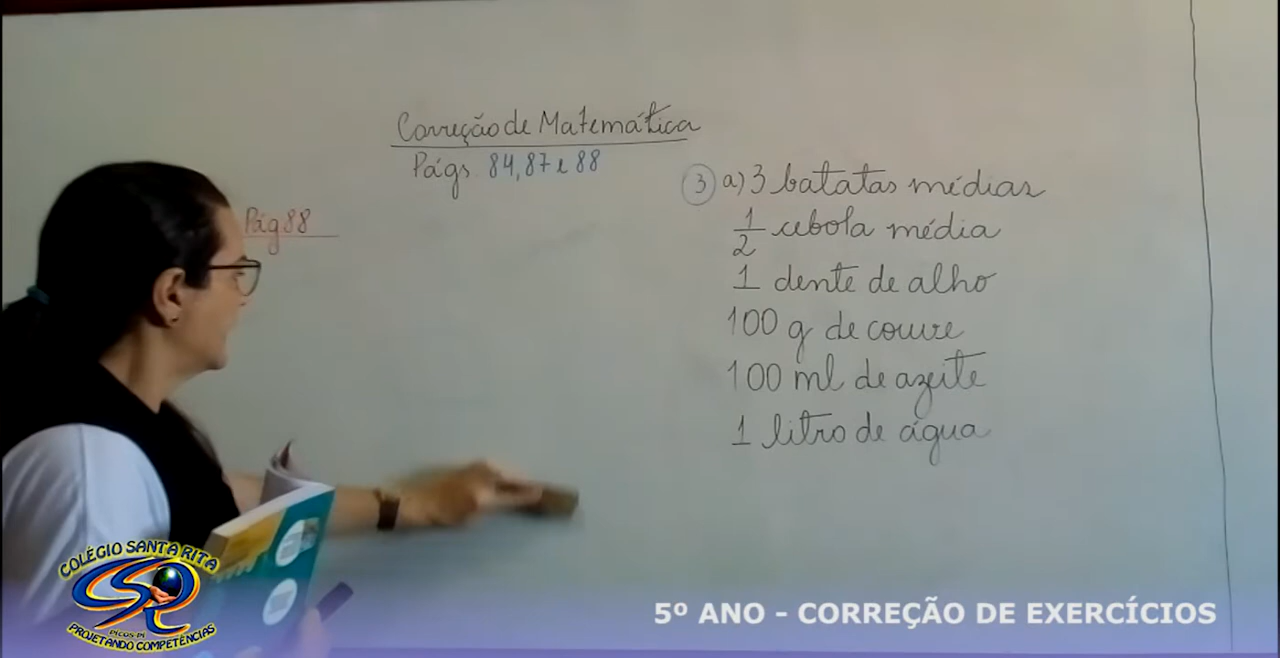 Correção de Matemática
Págs. 84, 87 e 88
Pág 88
3 a) 3 batatas médias
1/2 cebola média
1 dente de alho
100 g de couve
100 ml de azeite
1 litro de água
COLÉGIO SANTA RITA
PICOS-PI
PROJETANDO COMPETÊNCIAS
5º ANO - CORREÇÃO DE EXERCÍCIOS